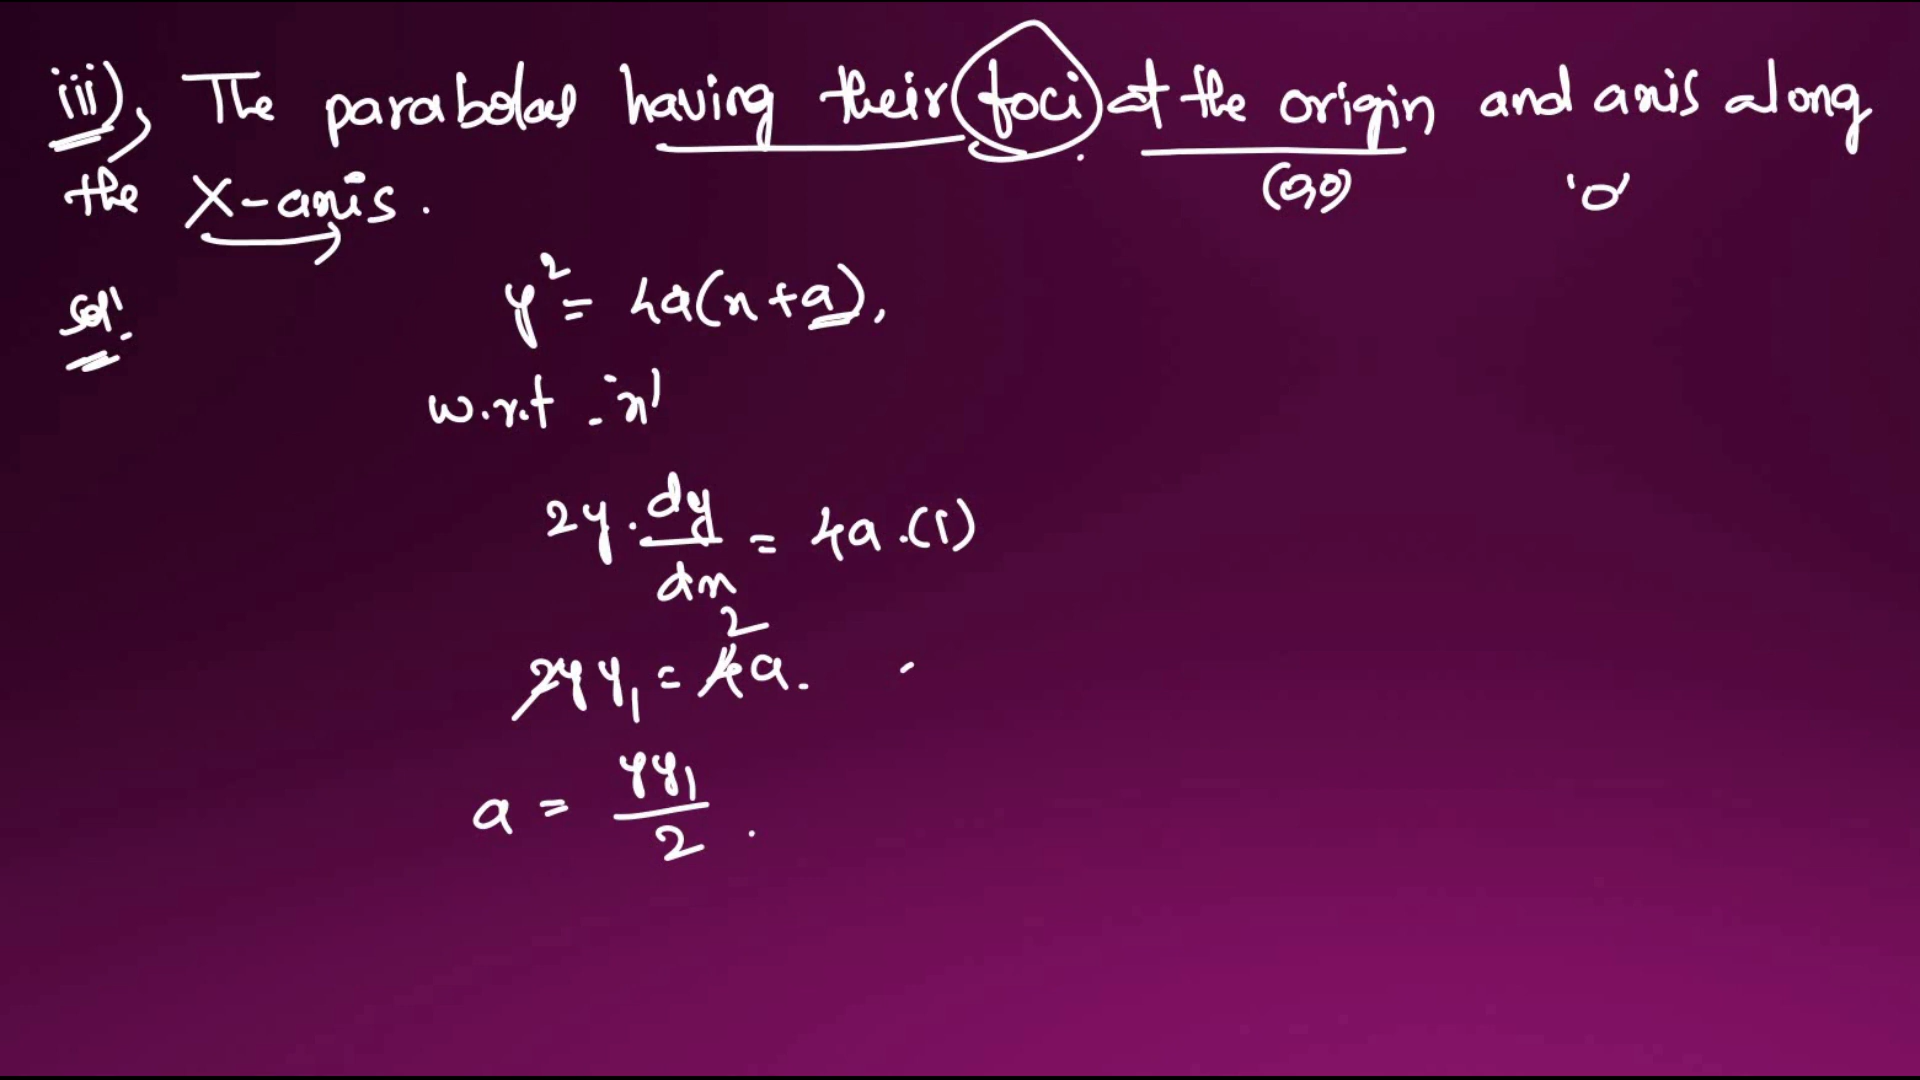 iii), The parabolas having their foci at the origin and axis along
(0,0) 'o'
the X-axis.
Sol:
y² = 4a(x+a),
w.r.t. 'x'
2y. dy/dx = 4a.(1)
2
2yy₁ = 4a.
a = yy₁/2.